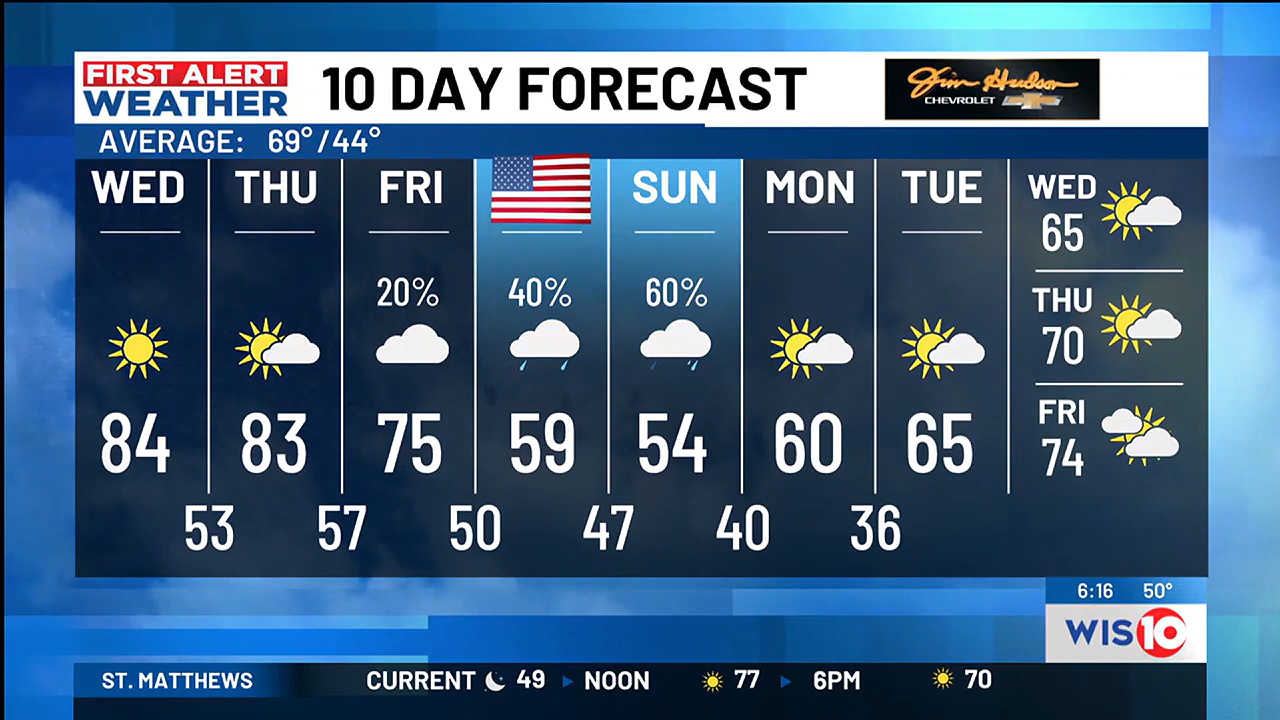 FIRST ALERT
WEATHER
10 DAY FORECAST
Jim Hudson
CHEVROLET
AVERAGE: 69°/44°
WED THU FRI SUN MON TUE
20% 40% 60%
84 83 75 59 54 60 65
53 57 50 47 40 36
WED
65
THU
70
FRI
74
6:16 50°
WIS10
ST. MATTHEWS CURRENT 49 NOON 77 6PM 70